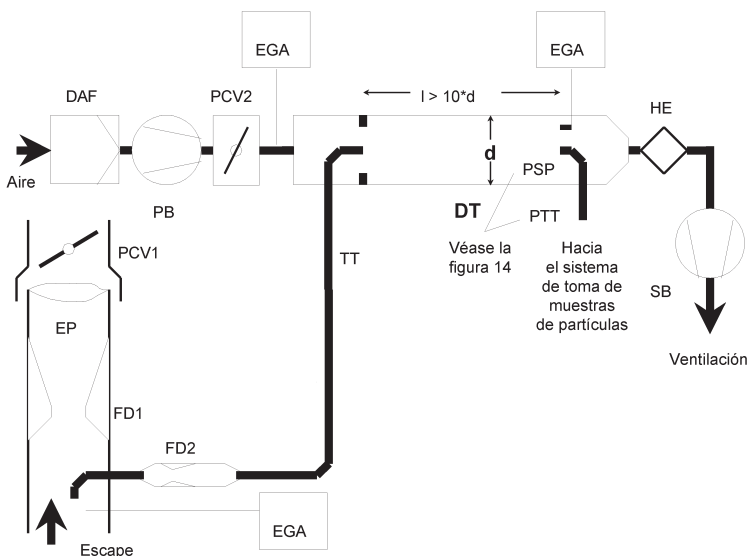 EGA
EGA
l > 10*d
DAF
PCV2
HE
d
Aire
PSP
PB
DT
PTT
PCV1
TT
Véase la
figura 14
Hacia
el sistema
de toma de
muestras
de partículas
SB
EP
Ventilación
FD1
FD2
EGA
Escape